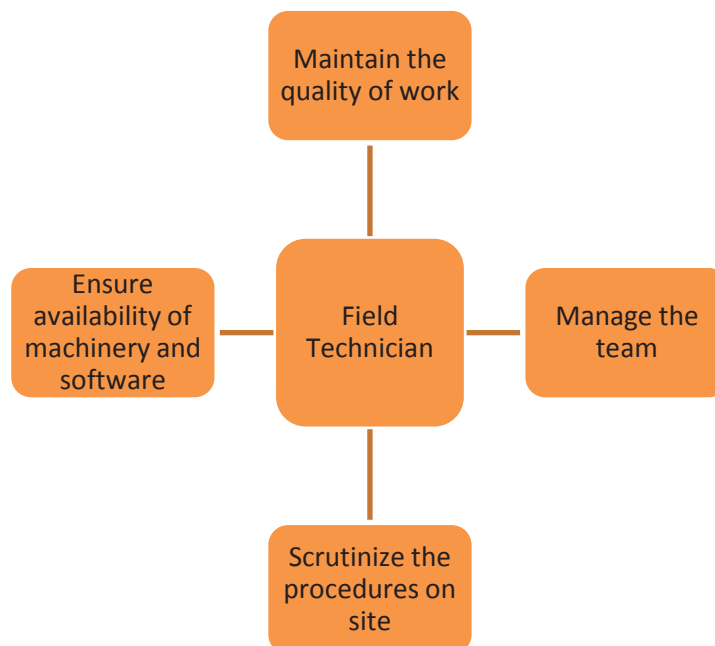 Maintain the
quality of work
Ensure
availability of
machinery and
software
Field
Technician
Manage the
team
Scrutinize the
procedures on
site